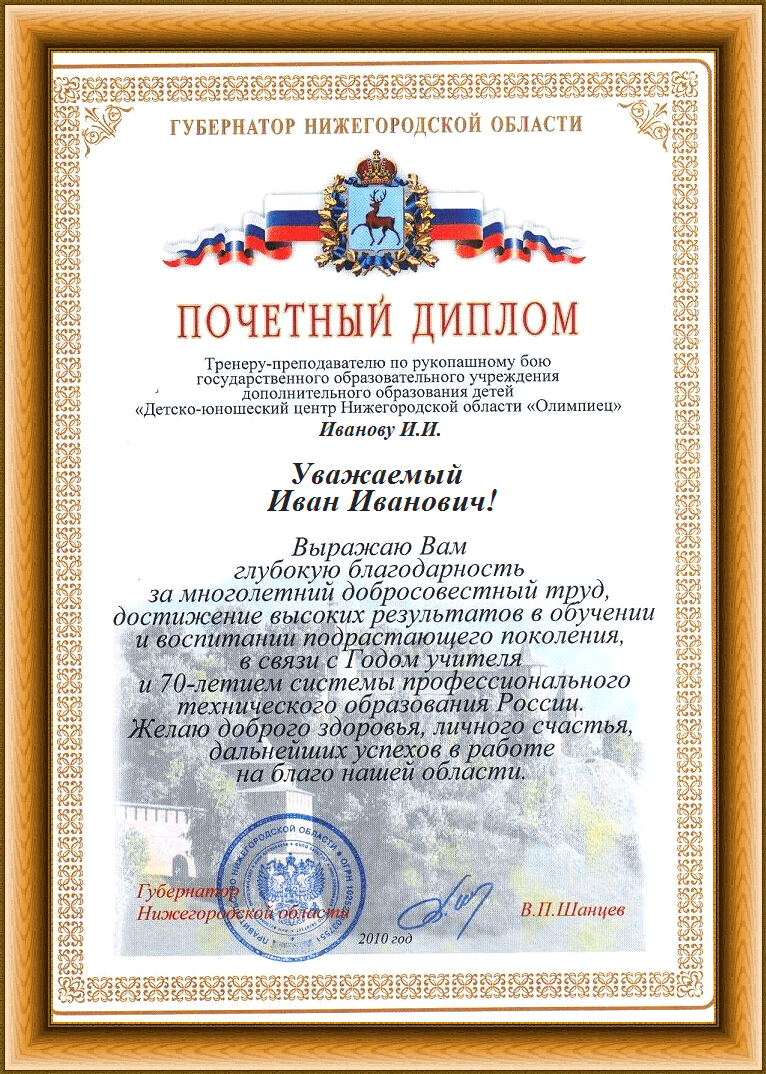 ГУБЕРНАТОР НИЖЕГОРОДСКОЙ ОБЛАСТИ
ПОЧЕТНЫЙ ДИПЛОМ
Тренеру-преподавателю по рукопашному бою
государственного образовательного учреждения
дополнительного образования детей
«Детско-юношеский центр Нижегородской области «Олимпиец»
Иванову И.И.
Уважаемый
Иван Иванович!
Выражаю Вам
глубокую благодарность
за многолетний добросовестный труд,
достижение высоких результатов в обучении
и воспитании подрастающего поколения,
в связи с Годом учителя
и 70-летием системы профессионального
технического образования России.
Желаю доброго здоровья, личного счастья,
дальнейших успехов в работе
на благо нашей области.
НИЖЕГОРОДСКОЙ ОБЛАСТИ
Губернатор
Нижегородской области
В.П.Шанцев
2010 год